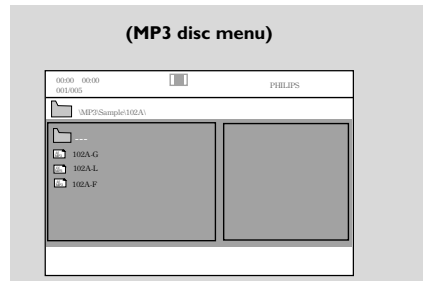 (MP3 disc menu)
00:00 00:00
001/005
PHILIPS
\MP3\Sample\102A\
---
102A-G
102A-L
102A-F